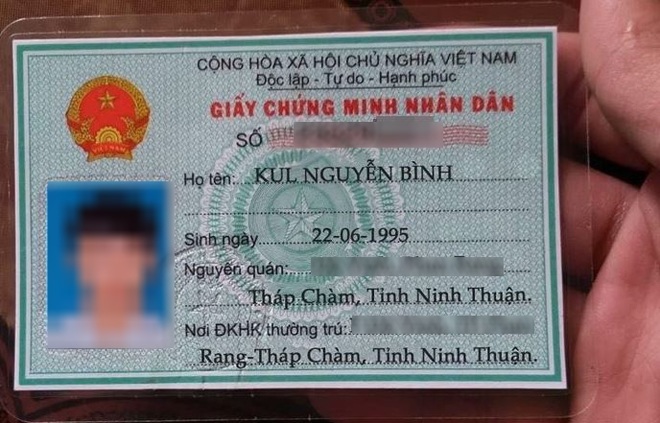 CỘNG HÒA XÃ HỘI CHỦ NGHĨA VIỆT NAM
Độc lập - Tự do - Hạnh phúc
GIẤY CHỨNG MINH NHÂN DÂN
SỐ
Họ tên: KUL NGUYỄN BÌNH
Sinh ngày 22-06-1995
Nguyên quán:
Tháp Chàm, Tỉnh Ninh Thuận.
Nơi ĐKHK thường trú:
Rang-Tháp Chàm, Tỉnh Ninh Thuận.